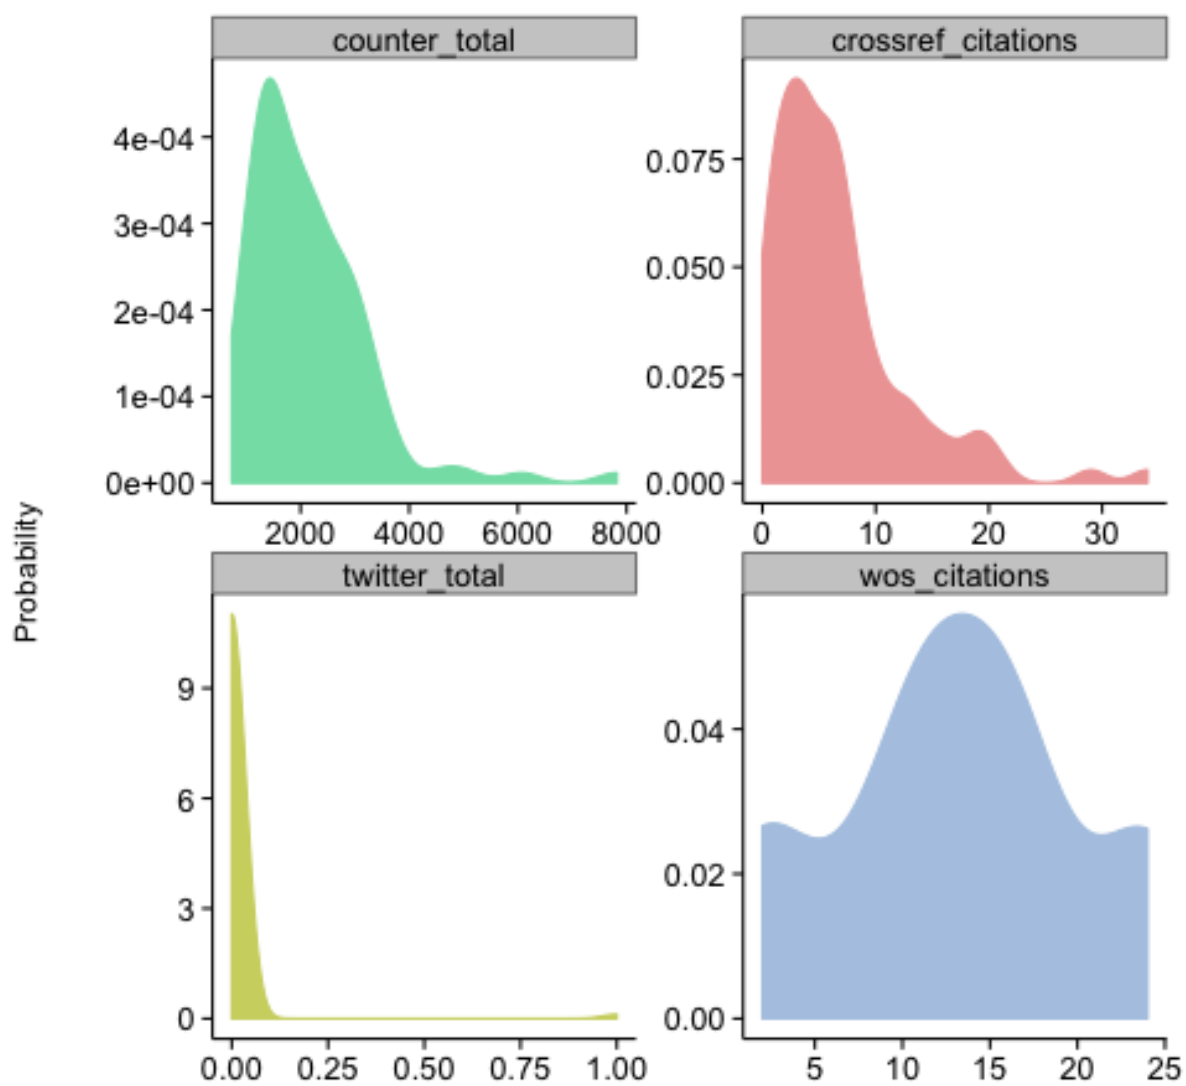 counter_total
crossref_citations
4e-04
3e-04
2e-04
1e-04
0e+00
0.075
0.050
0.025
0.000
2000 4000 6000 8000
0 10 20 30
Probability
twitter_total
wos_citations
9
6
3
0
0.04
0.02
0.00
0.00 0.25 0.50 0.75 1.00
5 10 15 20 25